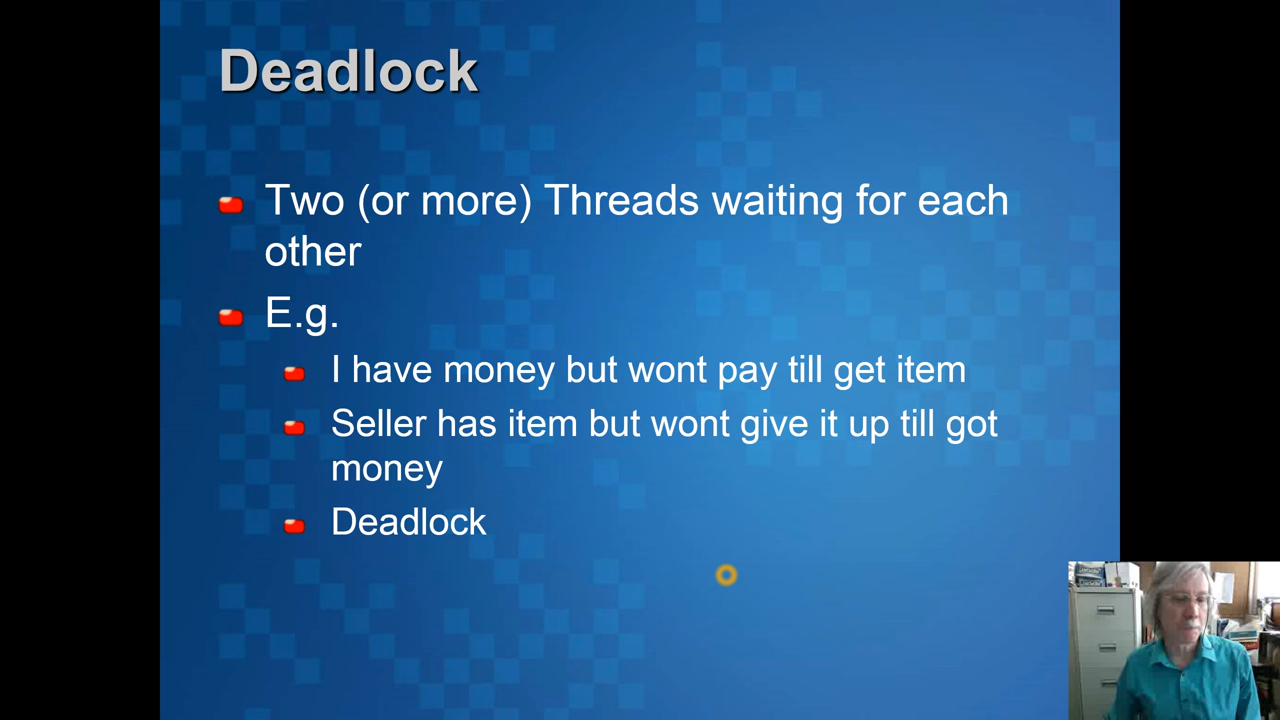 Deadlock
Two (or more) Threads waiting for each
other
E.g.
I have money but wont pay till get item
Seller has item but wont give it up till got
money
Deadlock